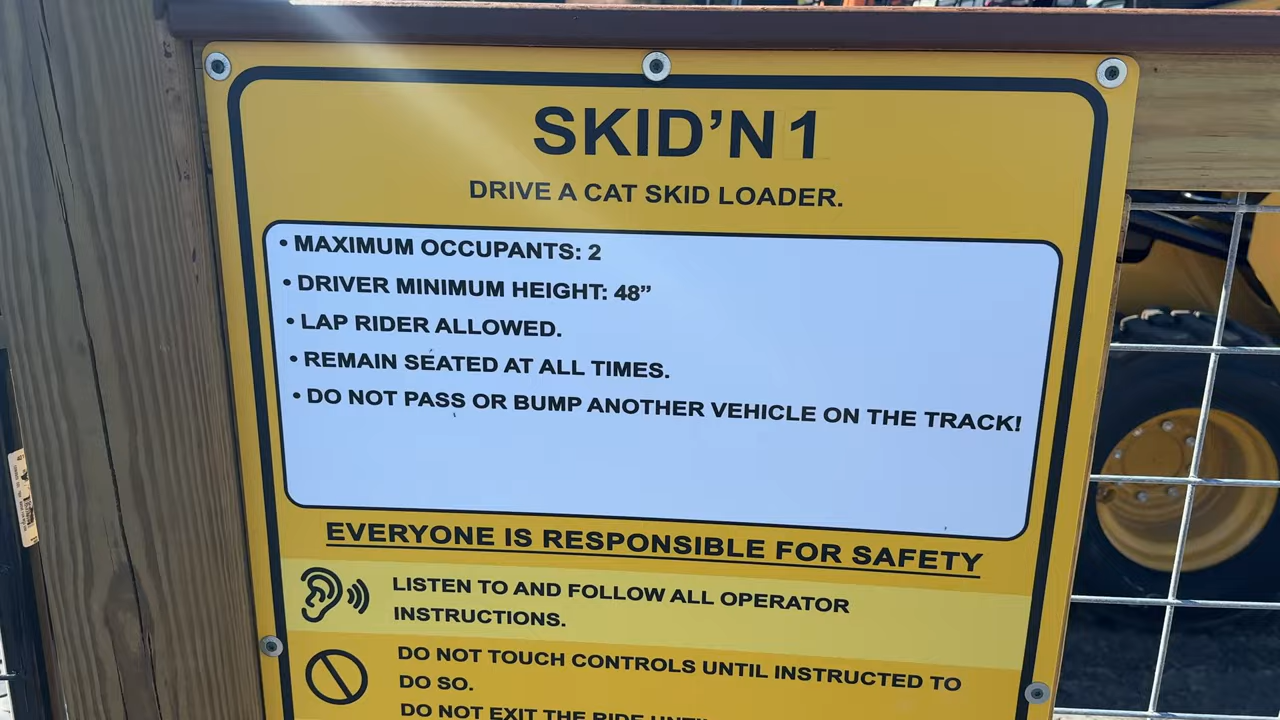 SKID'N 1
DRIVE A CAT SKID LOADER.
• MAXIMUM OCCUPANTS: 2
• DRIVER MINIMUM HEIGHT: 48”
• LAP RIDER ALLOWED.
• REMAIN SEATED AT ALL TIMES.
• DO NOT PASS OR BUMP ANOTHER VEHICLE ON THE TRACK!
EVERYONE IS RESPONSIBLE FOR SAFETY
LISTEN TO AND FOLLOW ALL OPERATOR
INSTRUCTIONS.
DO NOT TOUCH CONTROLS UNTIL INSTRUCTED TO
DO SO.
DO NOT EXIT THE RIDE UNTIL